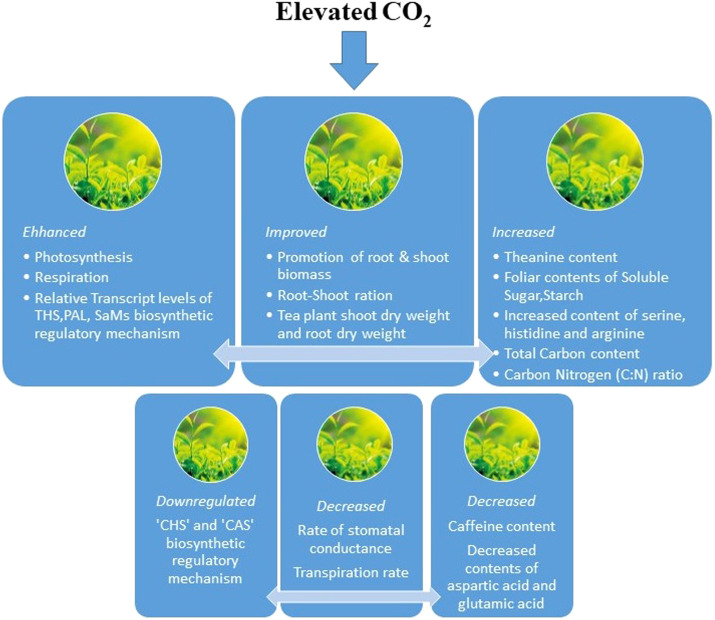 Elevated CO₂
Ehhanced
• Photosynthesis
• Respiration
• Relative Transcript levels of
THS,PAL, SaMs biosynthetic
regulatory mechanism
Improved
• Promotion of root & shoot
biomass
• Root-Shoot ration
• Tea plant shoot dry weight
and root dry weight
Increased
• Theanine content
• Foliar contents of Soluble
Sugar,Starch
• Increased content of serine,
histidine and arginine
• Total Carbon content
• Carbon Nitrogen (C:N) ratio
Downregulated
'CHS' and 'CAS'
biosynthetic
regulatory
mechanism
Decreased
Rate of stomatal
conductance
Transpiration rate
Decreased
Caffeine content
Decreased
contents of
aspartic acid and
glutamic acid